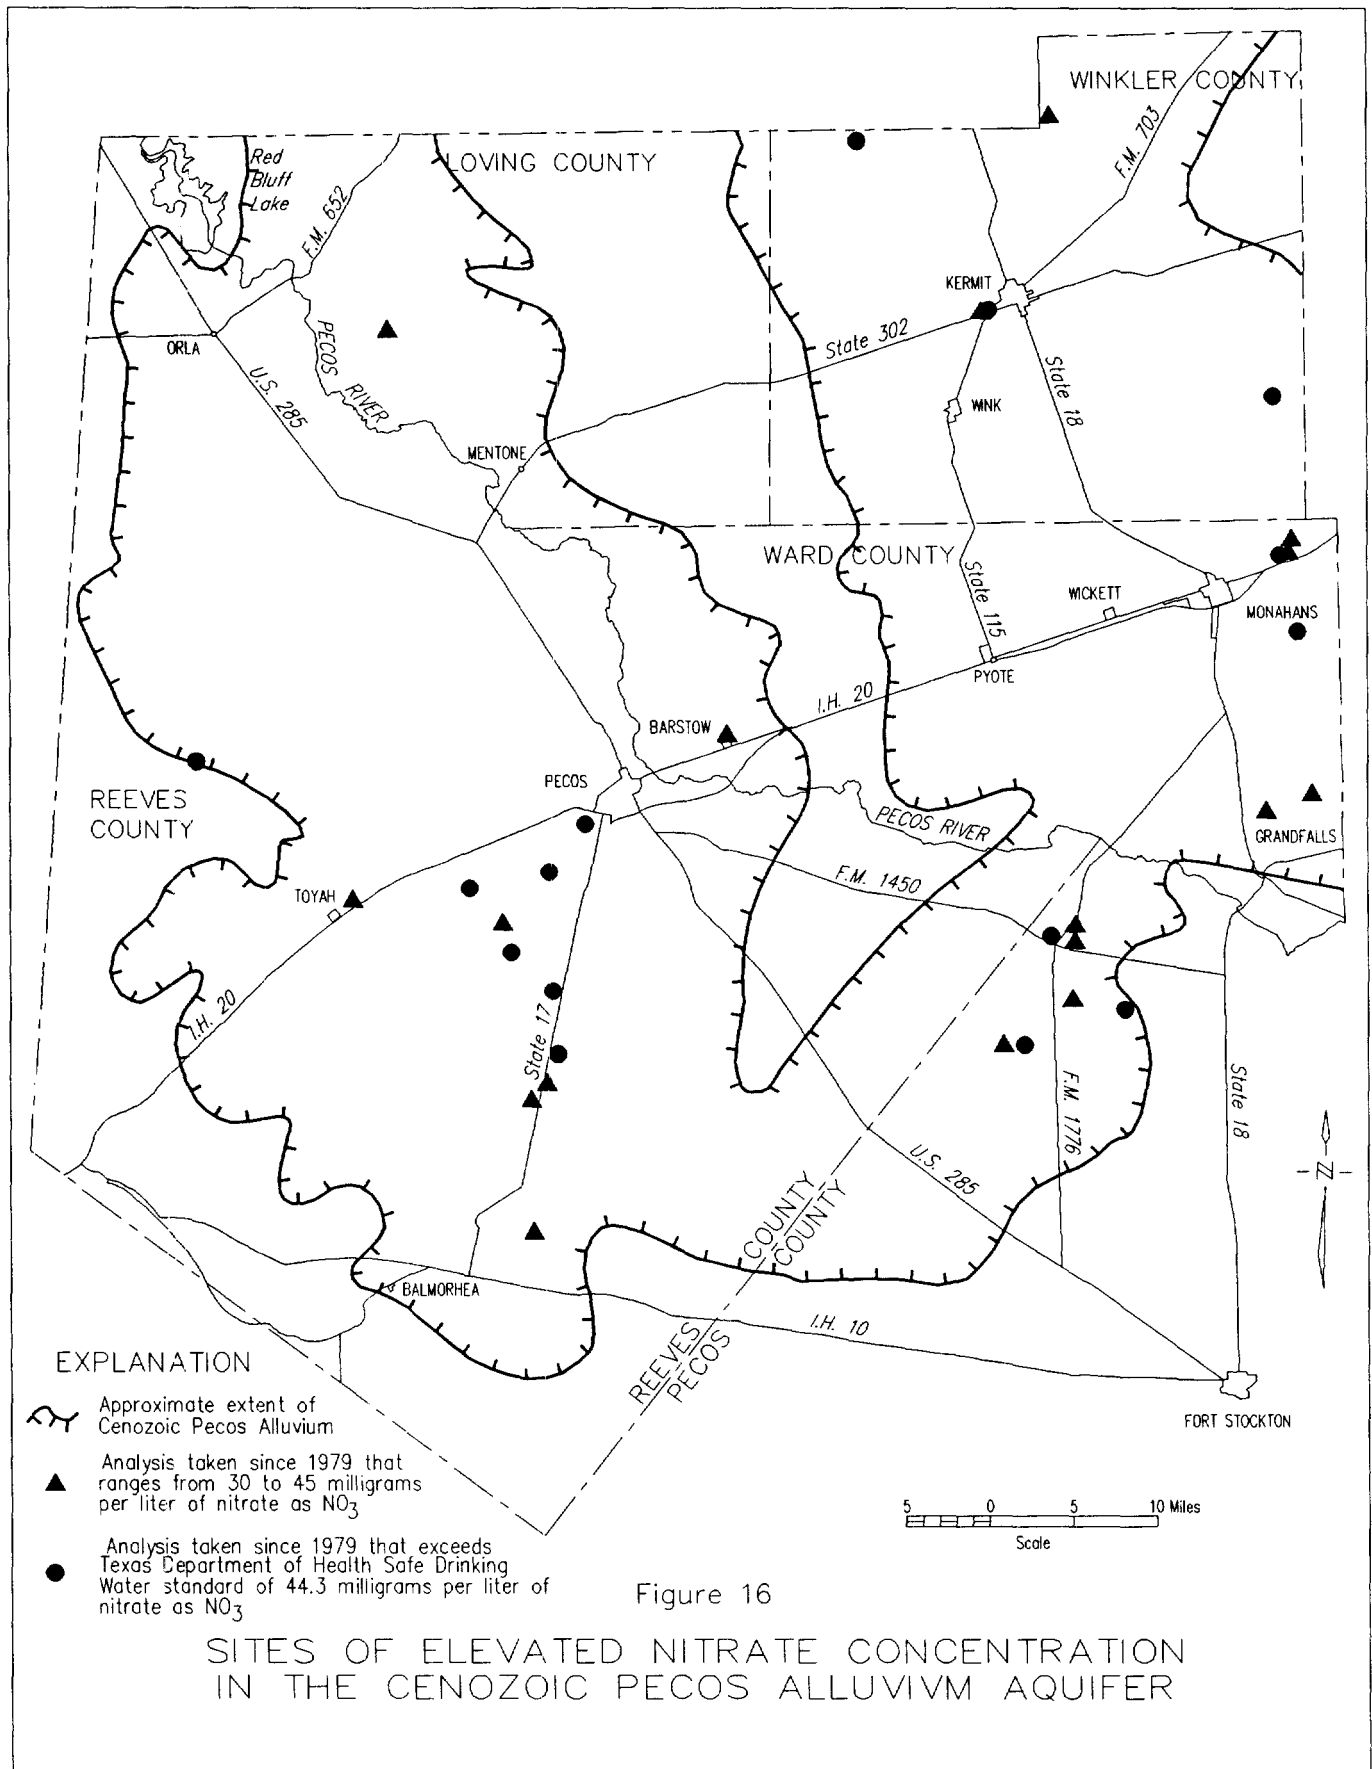 WINKLER COUNTY
F.M. 703
LOVING COUNTY
Red
Bluff
Lake
F.M. 652
KERMIT
State 302
ORLA
PECOS RIVER
U.S. 285
State 18
WINK
MENTONE
WARD COUNTY
State 115
WICKETT
MONAHANS
PYOTE
I.H. 20
BARSTOW
PECOS
REEVES
COUNTY
PECOS RIVER
GRANDFALLS
F.M. 1450
TOYAH
I.H. 20
State 17
F.M. 1776
State 18
U.S. 285
N
COUNTY
COUNTY
BALMORHEA
I.H. 10
REEVES
PECOS
FORT STOCKTON
EXPLANATION
Approximate extent of
Cenozoic Pecos Alluvium
Analysis taken since 1979 that
ranges from 30 to 45 milligrams
per liter of nitrate as NO3
Analysis taken since 1979 that exceeds
Texas Department of Health Safe Drinking
Water standard of 44.3 milligrams per liter of
nitrate as NO3
5 0 5 10 Miles
Scale
Figure 16
SITES OF ELEVATED NITRATE CONCENTRATION
IN THE CENOZOIC PECOS ALLUVIVM AQUIFER